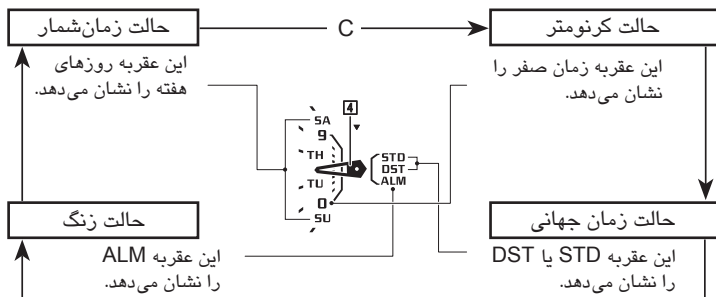 حالت زمان‌شمار
C
حالت کرنومتر
این عقربه روزهای
هفته را نشان می‌دهد.
این عقربه زمان صفر را
نشان می‌دهد.
4
SA
9
TH
TU
0
SU
STD
DST
ALM
حالت زنگ
حالت زمان جهانی
این عقربه ALM
را نشان می‌دهد.
این عقربه STD یا DST
را نشان می‌دهد.